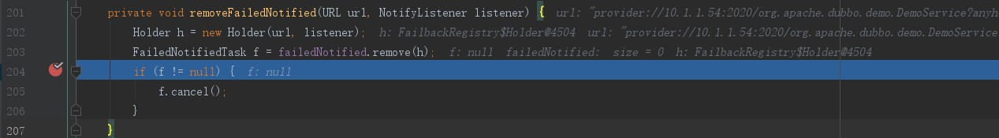 201 private void removeFailedNotified(URL url, NotifyListener listener) { url: "provider://10.1.1.54:2020/org.apache.dubbo.demo.DemoService?anyh
202 Holder h = new Holder(url, listener); h: FailbackRegistry$Holder@4504 url: "provider://10.1.1.54:2020/org.apache.dubbo.demo.DemoService
203 FailedNotifiedTask f = failedNotified.remove(h); f: null failedNotified: size = 0 h: FailbackRegistry$Holder@4504
204 if (f != null) { f: null
205 f.cancel();
206 }
207 }